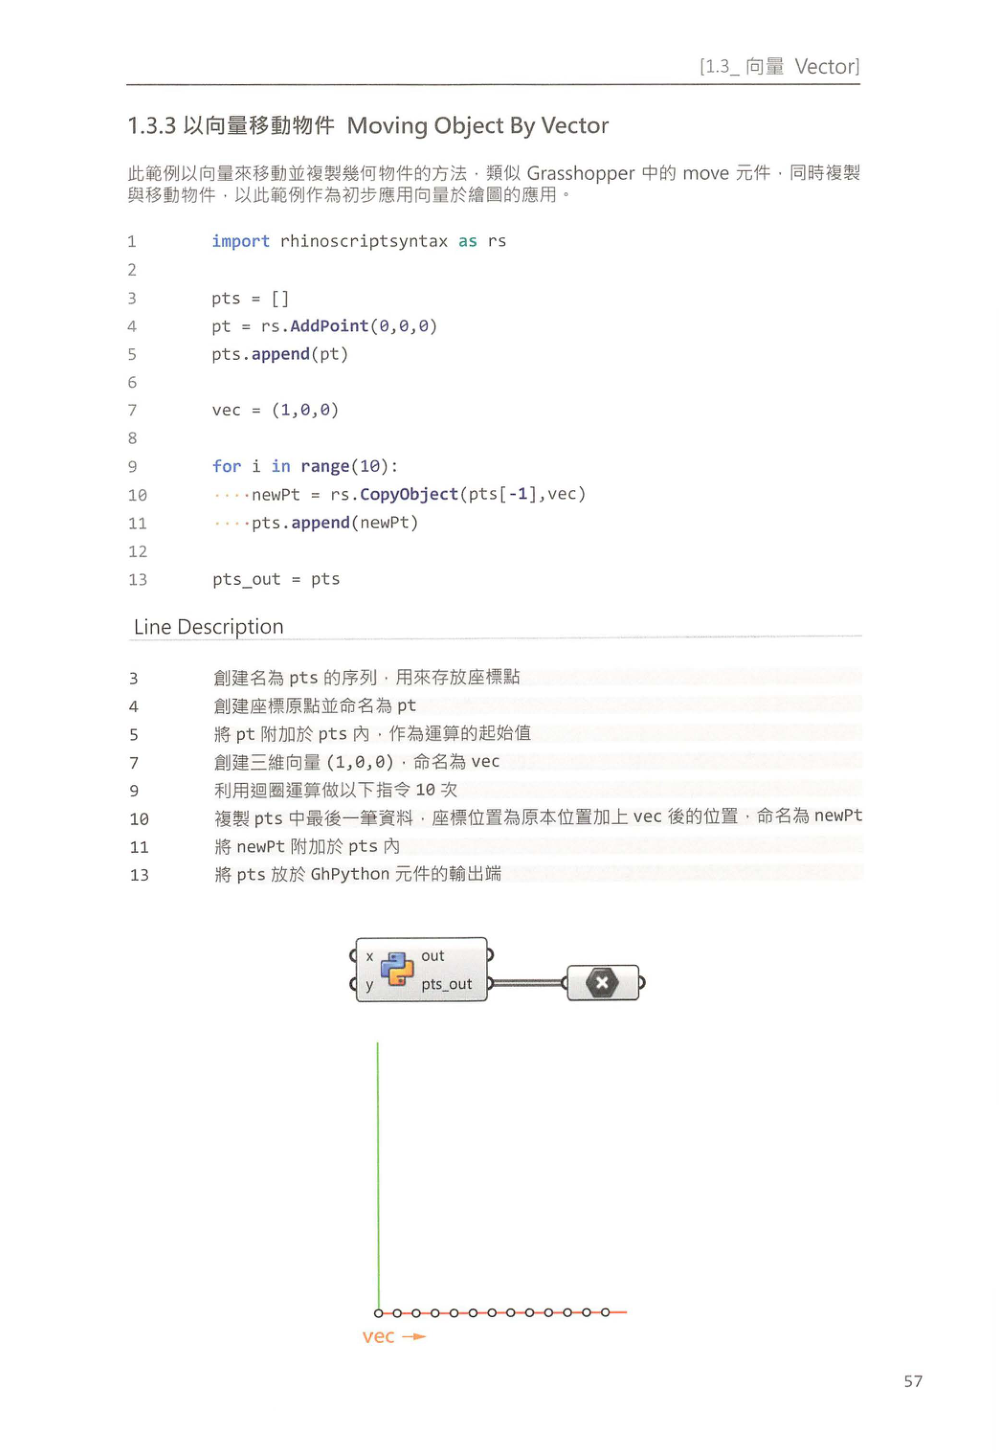 [1.3_ 向量 Vector]
1.3.3 以向量移動物件 Moving Object By Vector
此範例以向量來移動並複製幾何物件的方法，類似 Grasshopper 中的 move 元件，同時複製
與移動物件，以此範例作為初步應用向量於繪圖的應用。
1 import rhinoscriptsyntax as rs
2
3 pts = []
4 pt = rs.AddPoint(0,0,0)
5 pts.append(pt)
6
7 vec = (1,0,0)
8
9 for i in range(10):
10 ····newPt = rs.CopyObject(pts[-1],vec)
11 ····pts.append(newPt)
12
13 pts_out = pts
Line Description
3 創建名為 pts 的序列，用來存放座標點
4 創建座標原點並命名為 pt
5 將 pt 附加於 pts 內，作為運算的起始值
7 創建三維向量 (1,0,0)，命名為 vec
9 利用迴圈運算做以下指令 10 次
10 複製 pts 中最後一筆資料，座標位置為原本位置加上 vec 後的位置，命名為 newPt
11 將 newPt 附加於 pts 內
13 將 pts 放於 GhPython 元件的輸出端
x out
y pts_out
vec
57